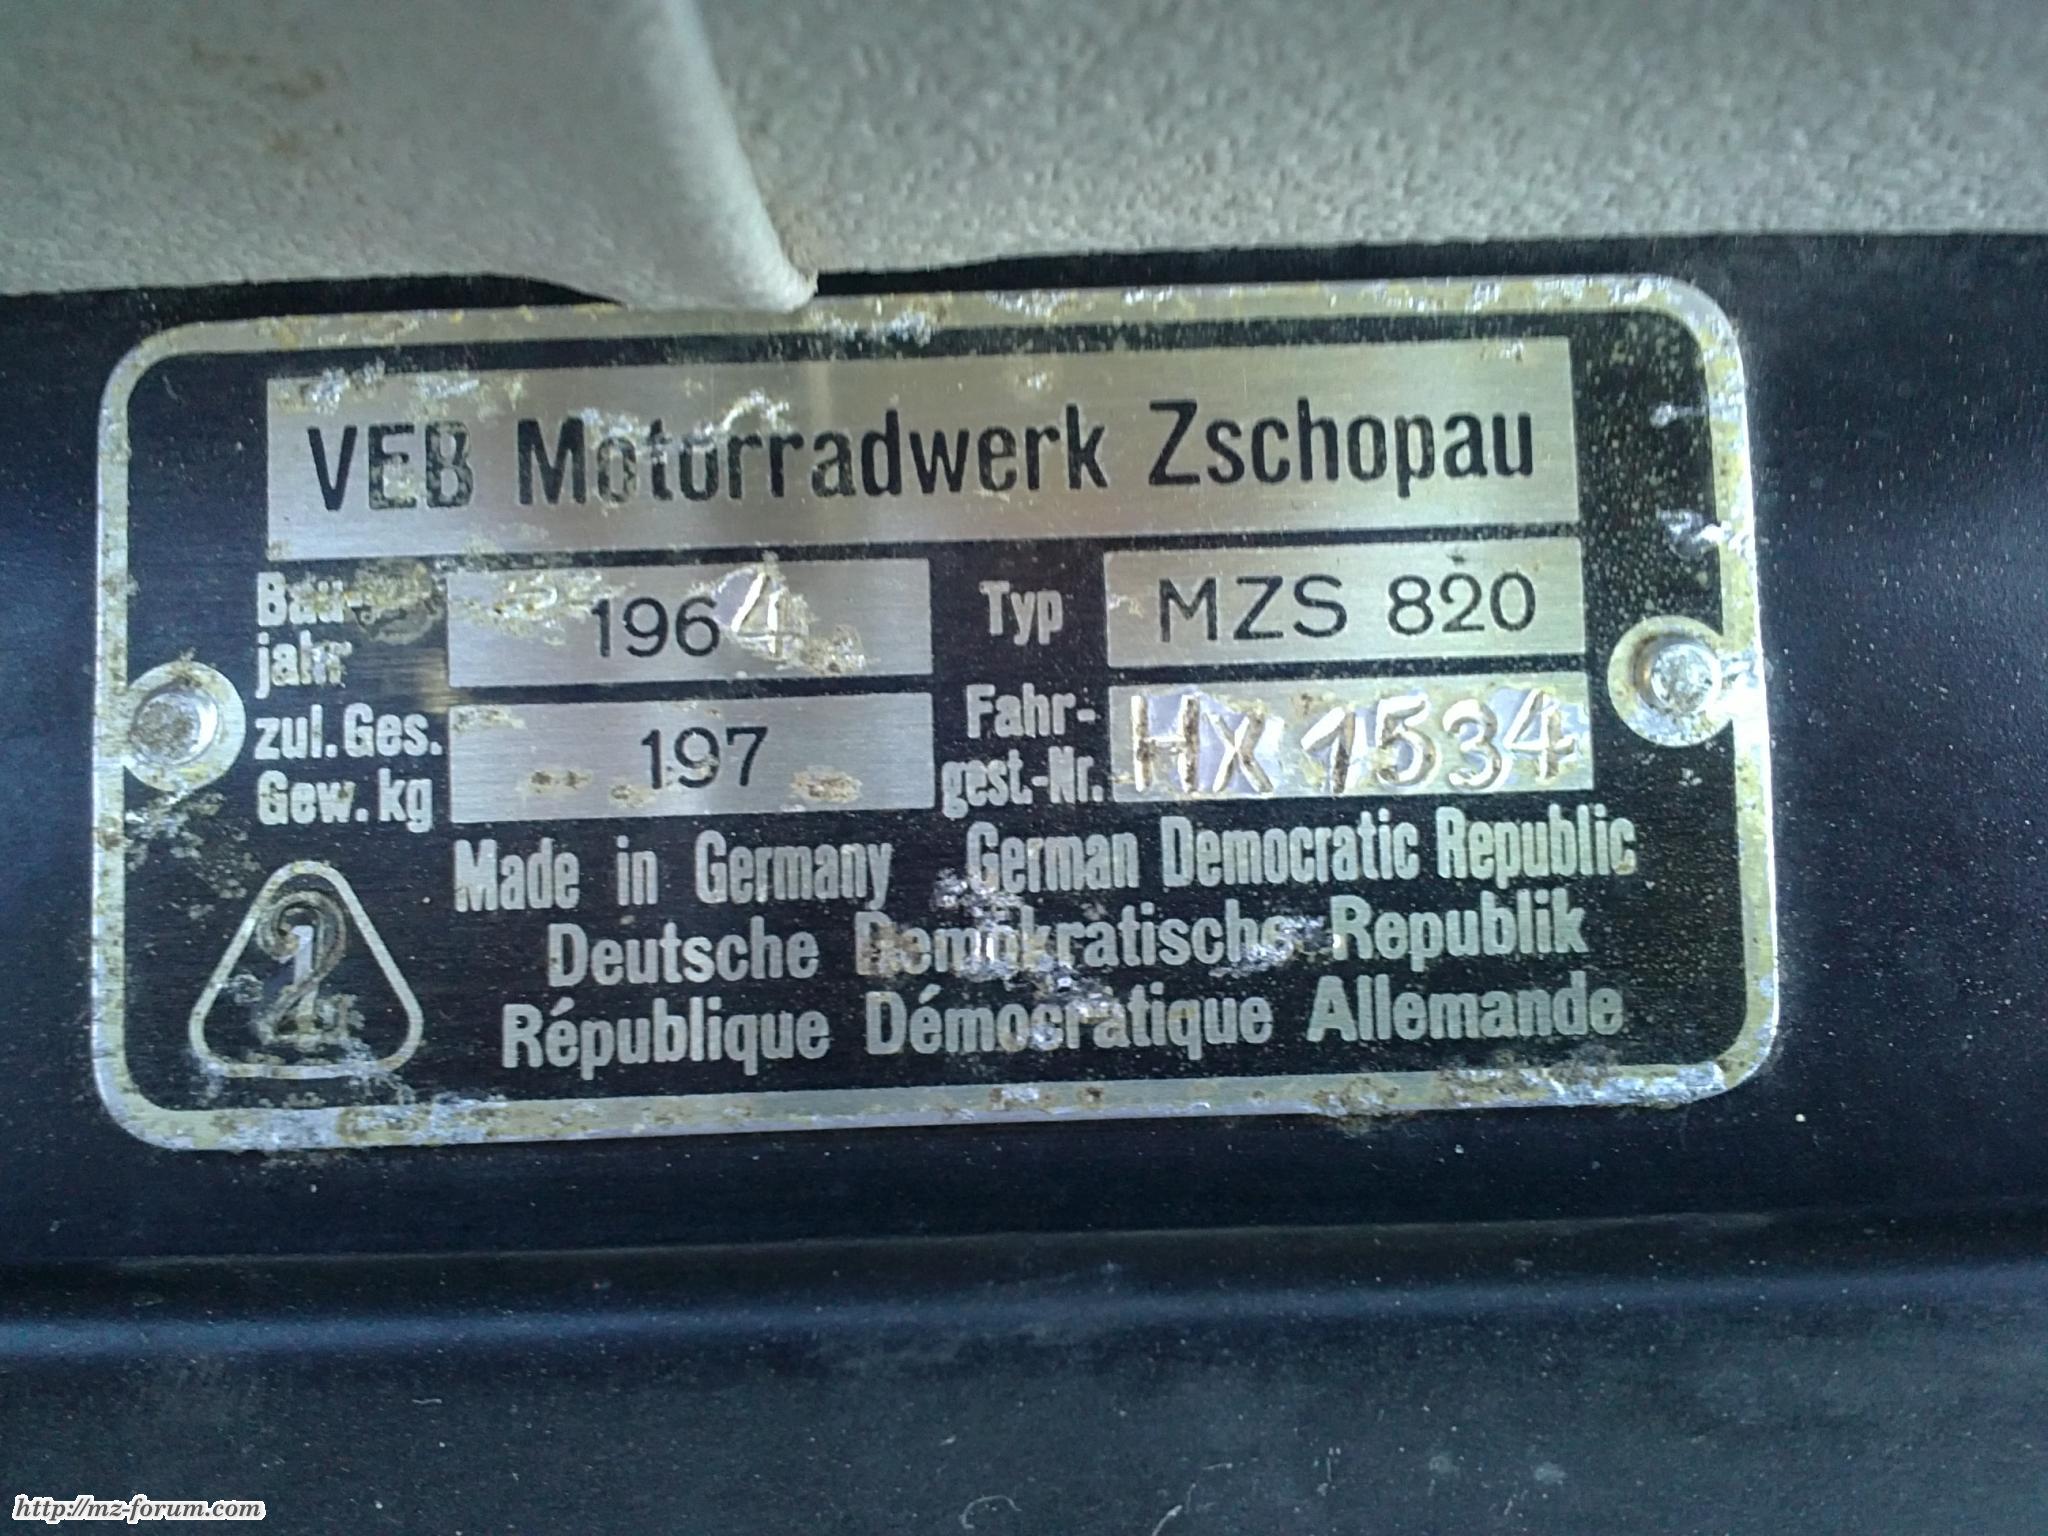 VEB Motorradwerk Zschopau
Bau-
jahr
1964
Typ
MZS 820
zul. Ges.
Gew. kg
197
Fahr-
gest.-Nr.
HX 1534
Made in Germany German Democratic Republic
Deutsche Demokratische Republik
République Démocratique Allemande
http://mz-forum.com